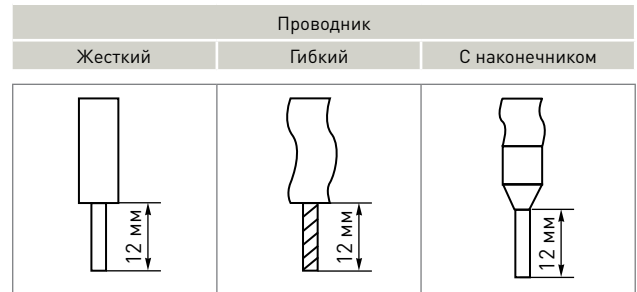 Проводник
Жесткий Гибкий С наконечником
12 мм 12 мм 12 мм